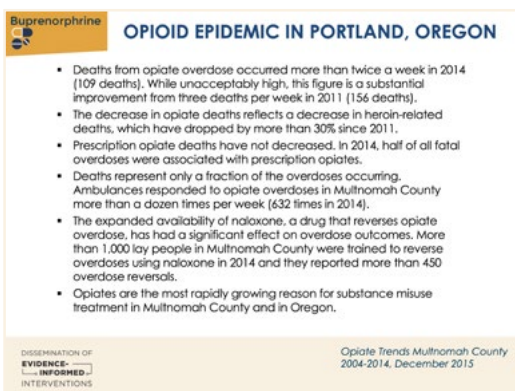 Buprenorphrine
OPIOID EPIDEMIC IN PORTLAND, OREGON
▪ Deaths from opiate overdose occurred more than twice a week in 2014
(109 deaths). While unacceptably high, this figure is a substantial
improvement from three deaths per week in 2011 (156 deaths).
▪ The decrease in opiate deaths reflects a decrease in heroin-related
deaths, which have dropped by more than 30% since 2011.
▪ Prescription opiate deaths have not decreased. In 2014, half of all fatal
overdoses were associated with prescription opiates.
▪ Deaths represent only a fraction of the overdoses occurring.
Ambulances responded to opiate overdoses in Multnomah County
more than a dozen times per week (632 times in 2014).
▪ The expanded availability of naloxone, a drug that reverses opiate
overdose, has had a significant effect on overdose outcomes. More
than 1,000 lay people in Multnomah County were trained to reverse
overdoses using naloxone in 2014 and they reported more than 450
overdose reversals.
▪ Opiates are the most rapidly growing reason for substance misuse
treatment in Multnomah County and in Oregon.
DISSEMINATION OF
EVIDENCE-
INFORMED
INTERVENTIONS
Opiate Trends Multnomah County
2004-2014, December 2015